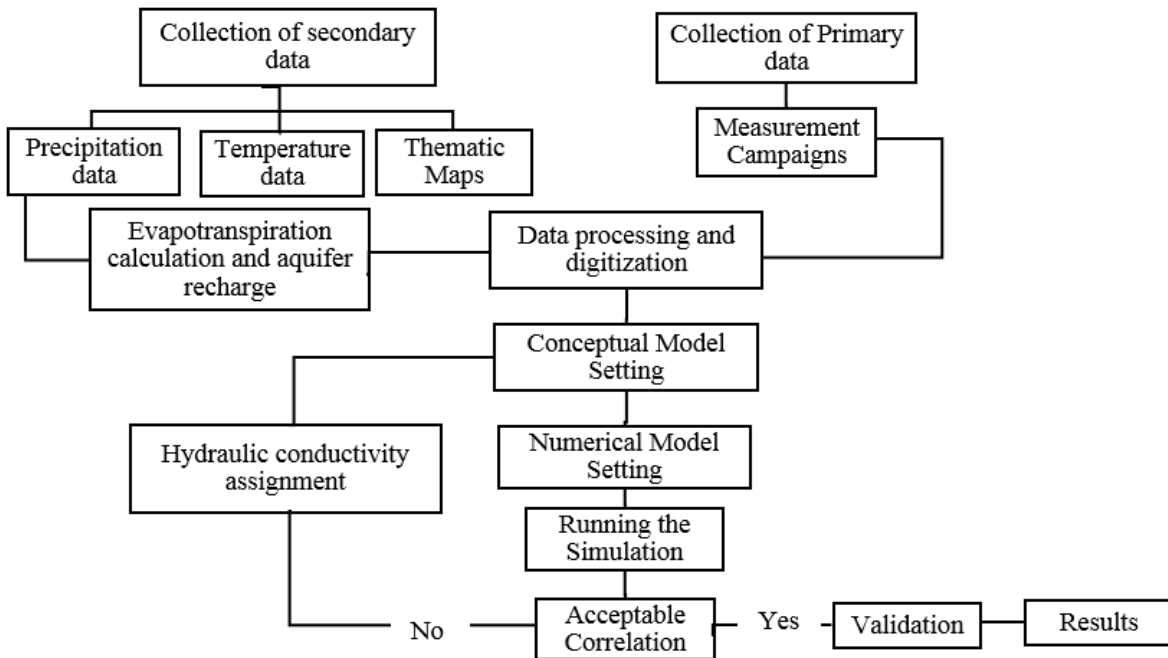 Collection of secondary
data
Collection of Primary
data
Precipitation
data
Temperature
data
Thematic
Maps
Measurement
Campaigns
Evapotranspiration
calculation and aquifer
recharge
Data processing and
digitization
Conceptual Model
Setting
Hydraulic conductivity
assignment
Numerical Model
Setting
Running the
Simulation
No
Acceptable
Correlation
Yes
Validation
Results